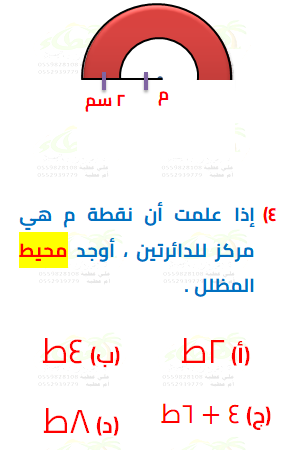 م
٢ سم
٤) إذا علمت أن نقطة م هي
مركز للدائرتين ، أوجد محيط
المظلل .
(أ) ٢ط
(ب) ٤ط
(ج) ٤ + ٦ط
(د) ٨ط